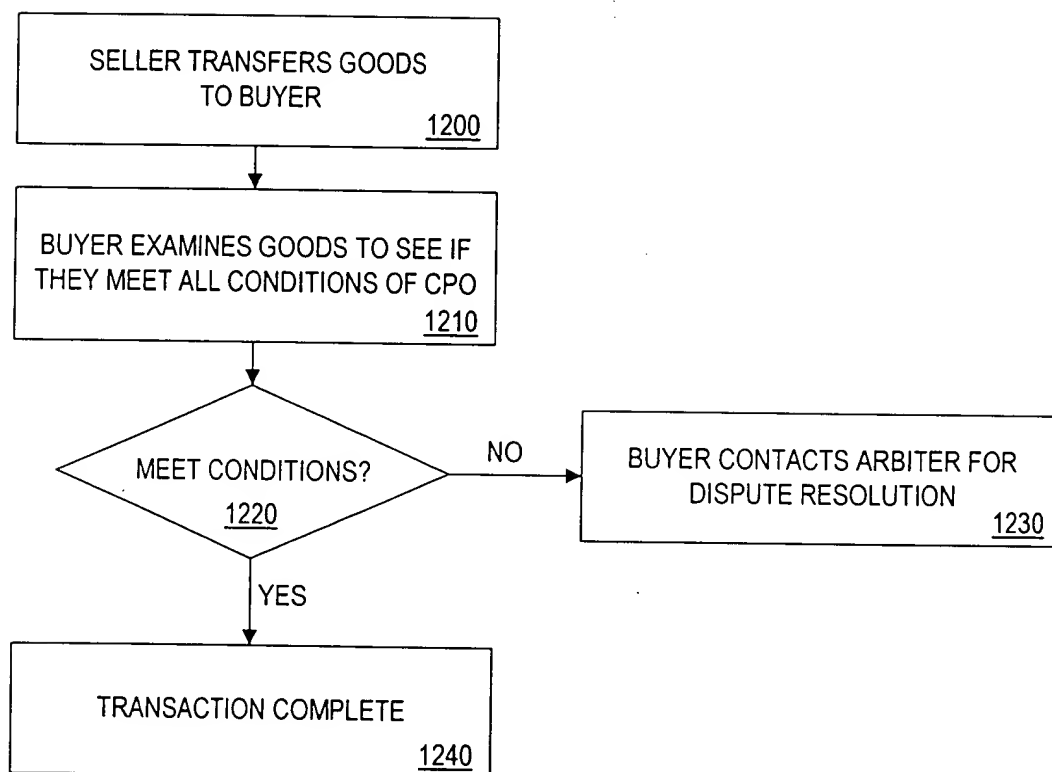 SELLER TRANSFERS GOODS
TO BUYER
1200
BUYER EXAMINES GOODS TO SEE IF
THEY MEET ALL CONDITIONS OF CPO
1210
MEET CONDITIONS?
1220
NO
BUYER CONTACTS ARBITER FOR
DISPUTE RESOLUTION
1230
YES
TRANSACTION COMPLETE
1240